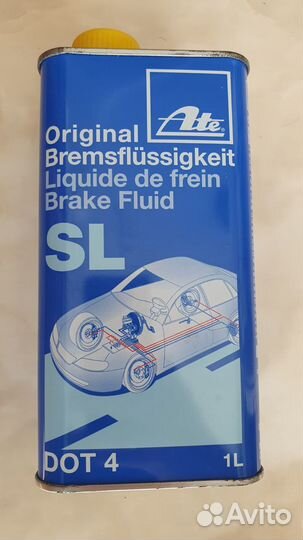 Ate®
Original
Bremsflüssigkeit
Liquide de frein
Brake Fluid
SL
DOT 4
1L
Avito